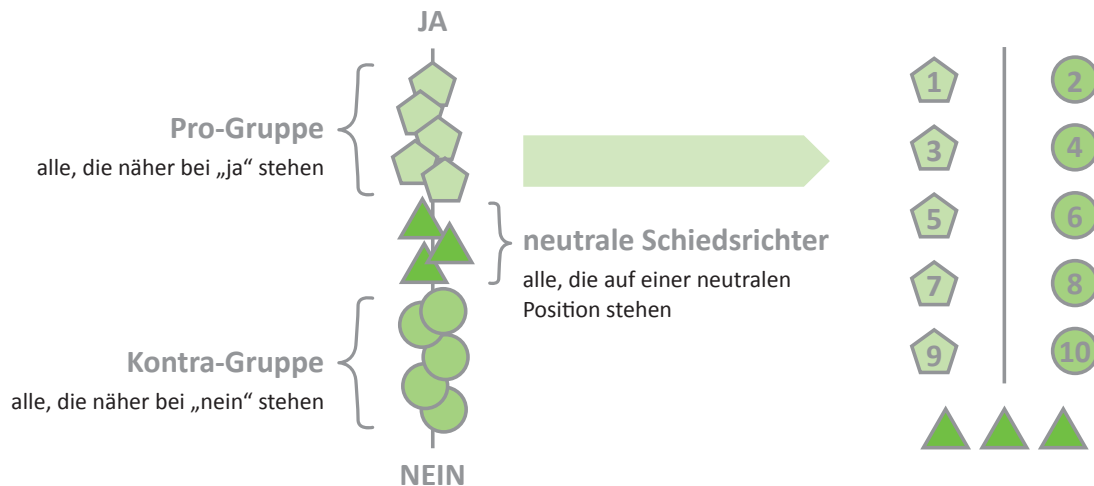 JA
Pro-Gruppe
alle, die näher bei „ja“ stehen
neutrale Schiedsrichter
alle, die auf einer neutralen
Position stehen
Kontra-Gruppe
alle, die näher bei „nein“ stehen
NEIN
1
2
3
4
5
6
7
8
9
10